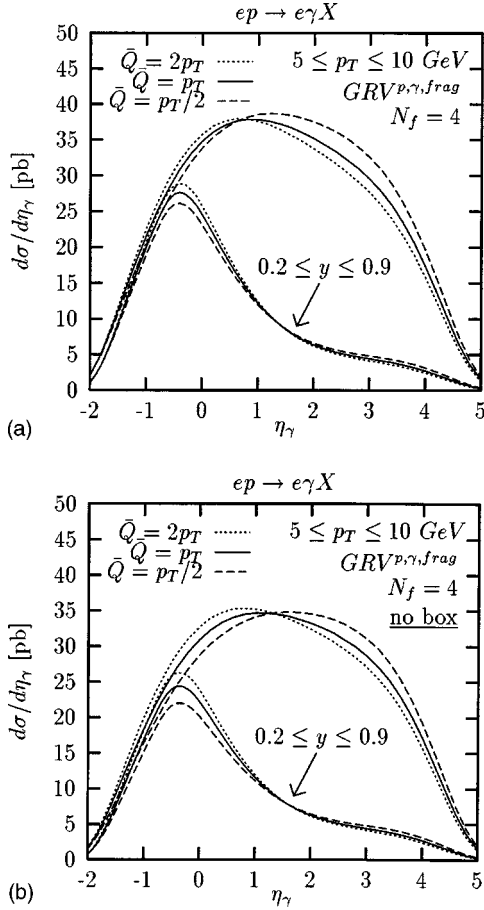 ep → eγX
50
45
40
35
30
25
20
15
10
5
0
dσ/dη_γ [pb]
Q̄ = 2p_T
Q̄ = p_T
Q̄ = p_T/2
5 ≤ p_T ≤ 10 GeV
GRV^{p,γ,frag}
N_f = 4
0.2 ≤ y ≤ 0.9
-2 -1 0 1 2 3 4 5
η_γ
(a)
ep → eγX
50
45
40
35
30
25
20
15
10
5
0
dσ/dη_γ [pb]
Q̄ = 2p_T
Q̄ = p_T
Q̄ = p_T/2
5 ≤ p_T ≤ 10 GeV
GRV^{p,γ,frag}
N_f = 4
no box
0.2 ≤ y ≤ 0.9
-2 -1 0 1 2 3 4 5
η_γ
(b)